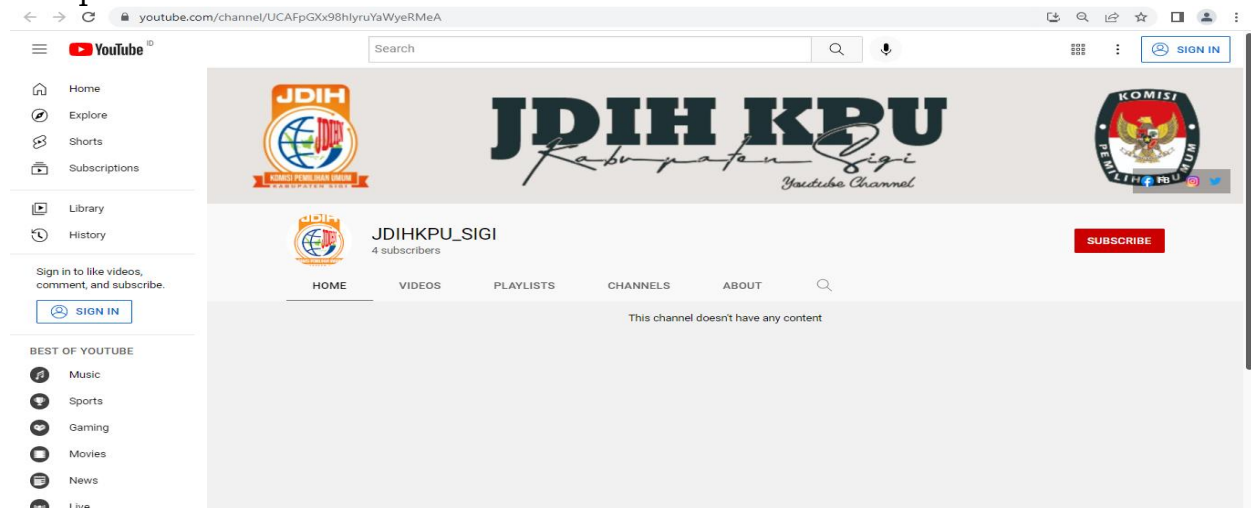 youtube.com/channel/UCAFpGXx98hlyruYaWyeRMeA
YouTube ID
Search
SIGN IN
Home
Explore
Shorts
Subscriptions
Library
History
Sign in to like videos,
comment, and subscribe.
SIGN IN
BEST OF YOUTUBE
Music
Sports
Gaming
Movies
News
Live
JDIH
JDIHN
KOMISI PEMILIHAN UMUM
KABUPATEN SIGI
JDIH KPU
Kabupaten Sigi
Youtube Channel
KOMISI
PEMILIHAN UMUM
FB
JDIH
JDIHKPU_SIGI
4 subscribers
SUBSCRIBE
HOME VIDEOS PLAYLISTS CHANNELS ABOUT
This channel doesn't have any content